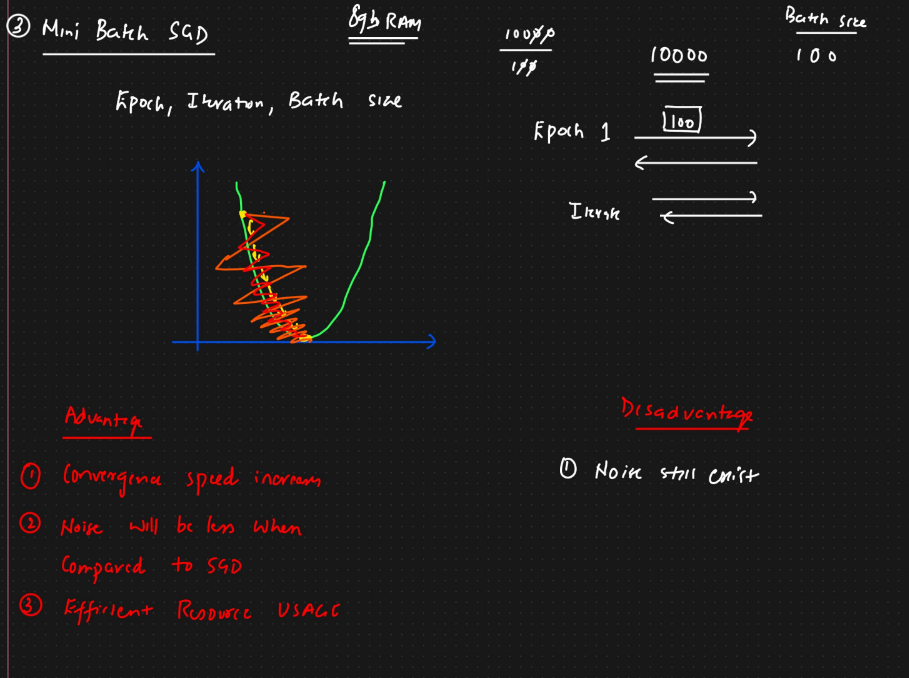 ③ Mini Batch SGD
8gb RAM
10000
100
10000
Batch size
100
Epoch, Iteration, Batch size
Epoch 1
100
Iterate
Advantage
① Convergence speed increases
② Noise will be less when
Compared to SGD
③ Efficient Resource USAGE
Disadvantage
① Noise still exist